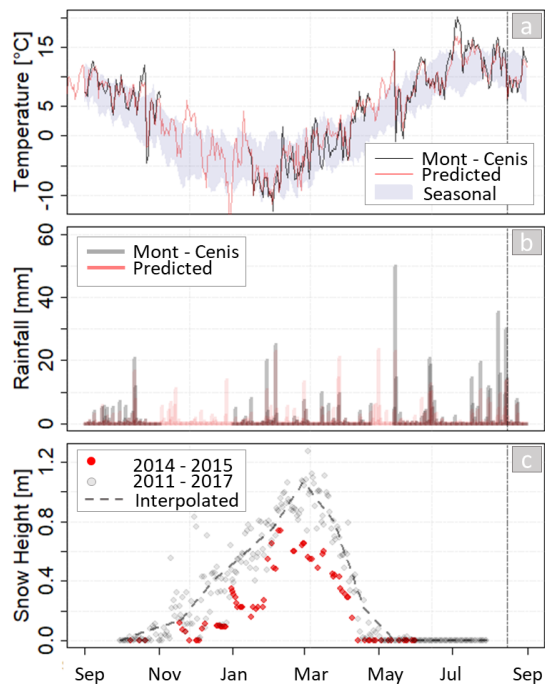 a
Temperature [°C]
15
5
0
-10
Mont - Cenis
Predicted
Seasonal
b
Rainfall [mm]
60
40
20
0
Mont - Cenis
Predicted
c
Snow Height [m]
1.2
0.8
0.4
0.0
2014 - 2015
2011 - 2017
Interpolated
Sep Nov Jan Mar May Jul Sep